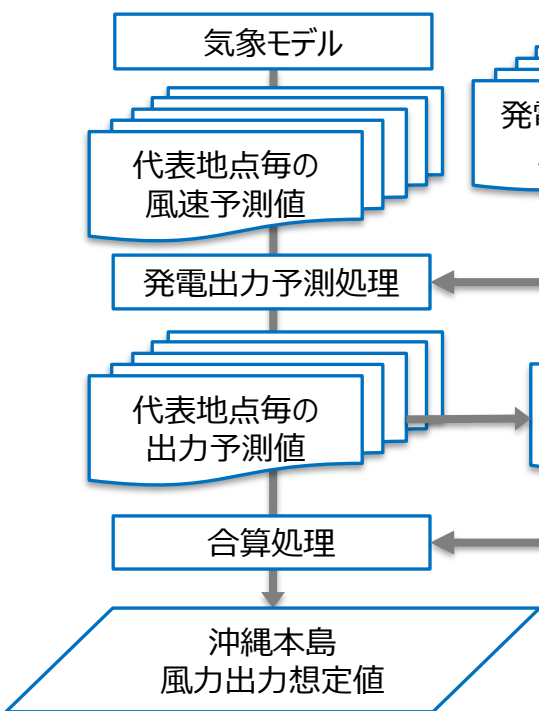 気象モデル
発
代表地点毎の
風速予測値
発電出力予測処理
代表地点毎の
出力予測値
合算処理
沖縄本島
風力出力想定値